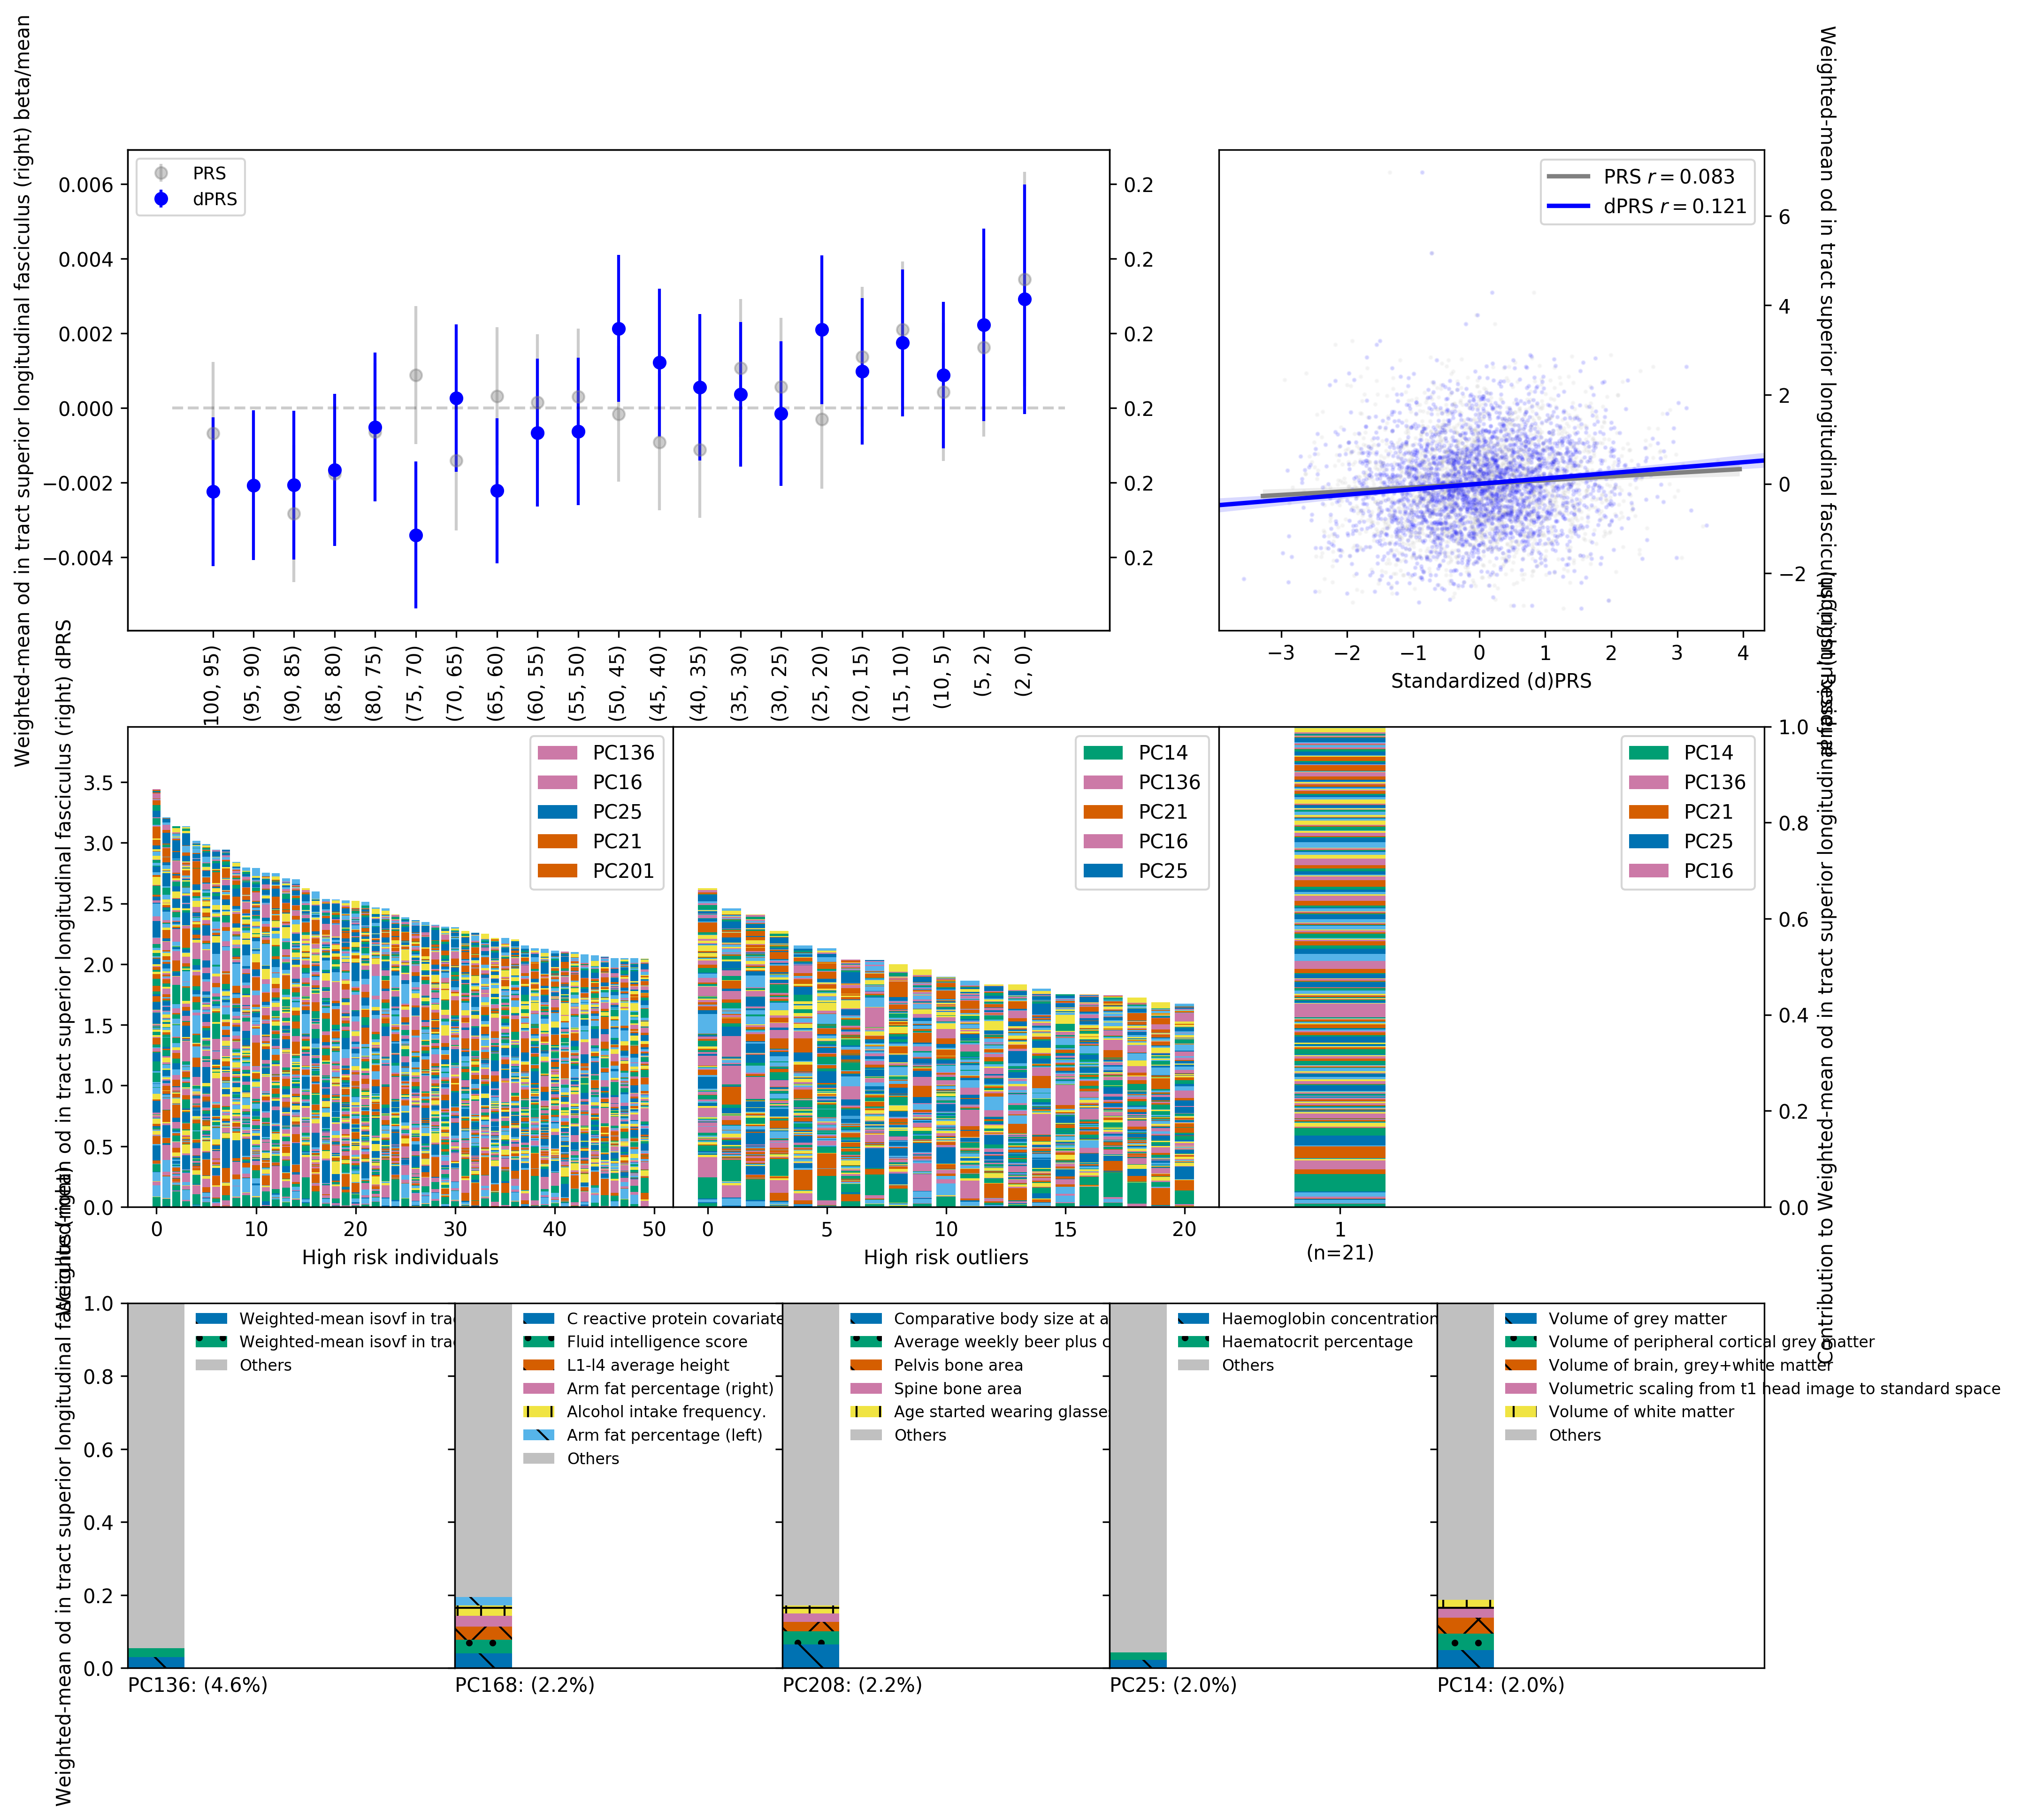 Weighted-mean od in tract superior longitudinal fasciculus (right) beta/mean
PRS
dPRS
0.006
0.004
0.002
0.000
−0.002
−0.004
0.2
0.2
0.2
0.2
0.2
0.2
100, 95)
(95, 90)
(90, 85)
(85, 80)
(80, 75)
(75, 70)
(70, 65)
(65, 60)
(60, 55)
(55, 50)
(50, 45)
(45, 40)
(40, 35)
(35, 30)
(30, 25)
(25, 20)
(20, 15)
(15, 10)
(10, 5)
(5, 2)
(2, 0)
PRS r = 0.083
dPRS r = 0.121
6
4
2
0
−2
−3
−2
−1
0
1
2
3
4
Standardized (d)PRS
Weighted-mean od in tract superior longitudinal fasciculus (right) Residual
Weighted-mean od in tract superior longitudinal fasciculus (right) dPRS
3.5
3.0
2.5
2.0
1.5
1.0
0.5
0.0
PC136
PC16
PC25
PC21
PC201
0
10
20
30
40
50
High risk individuals
PC14
PC136
PC21
PC16
PC25
0
5
10
15
20
High risk outliers
PC14
PC136
PC21
PC25
PC16
1
(n=21)
1.0
0.8
0.6
0.4
0.2
0.0
Contribution to Weighted-mean od in tract superior longitudinal
Weighted-mean od in tract superior longitudinal fasciculus (right)
1.0
0.8
0.6
0.4
0.2
0.0
Weighted-mean isovf in trac
Weighted-mean isovf in trac
Others
PC136: (4.6%)
C reactive protein covariate
Fluid intelligence score
L1-l4 average height
Arm fat percentage (right)
Alcohol intake frequency.
Arm fat percentage (left)
Others
PC168: (2.2%)
Comparative body size at a
Average weekly beer plus c
Pelvis bone area
Spine bone area
Age started wearing glasse
Others
PC208: (2.2%)
Haemoglobin concentration
Haematocrit percentage
Others
PC25: (2.0%)
Volume of grey matter
Volume of peripheral cortical grey matter
Volume of brain, grey+white matter
Volumetric scaling from t1 head image to standard space
Volume of white matter
Others
PC14: (2.0%)